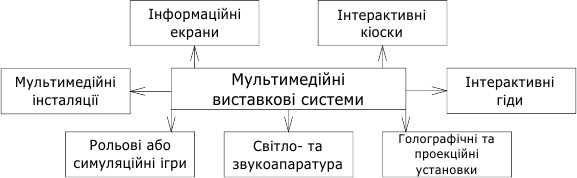 Інформаційні
екрани
Інтерактивні
кіоски
Мультимедійні
інсталяції
Мультимедійні
виставкові системи
Інтерактивні
гіди
Рольові або
симуляційні ігри
Світло- та
звукоапаратура
Голографічні та
проекційні
установки